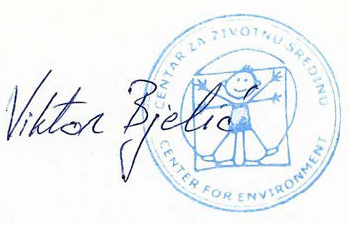 Viktor Bjelić
CENTAR ZA ŽIVOTNU SREDINU
CENTER FOR ENVIRONMENT